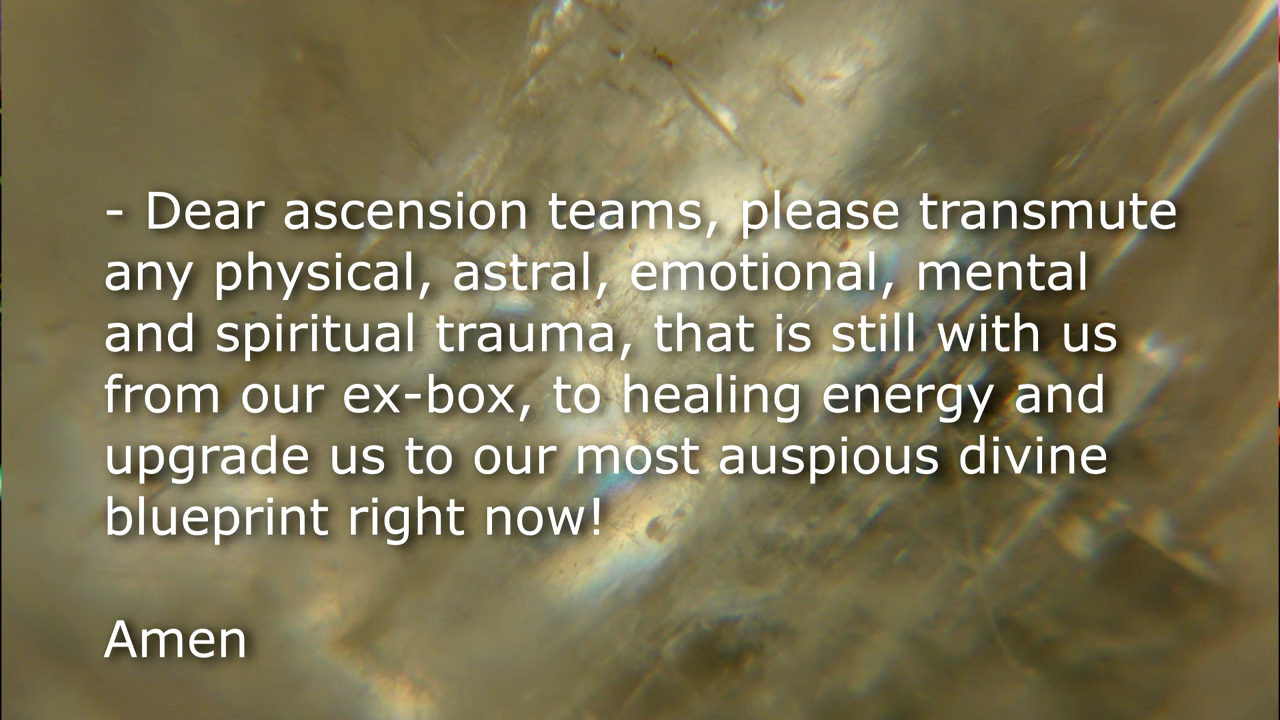 - Dear ascension teams, please transmute
any physical, astral, emotional, mental
and spiritual trauma, that is still with us
from our ex-box, to healing energy and
upgrade us to our most auspious divine
blueprint right now!
Amen